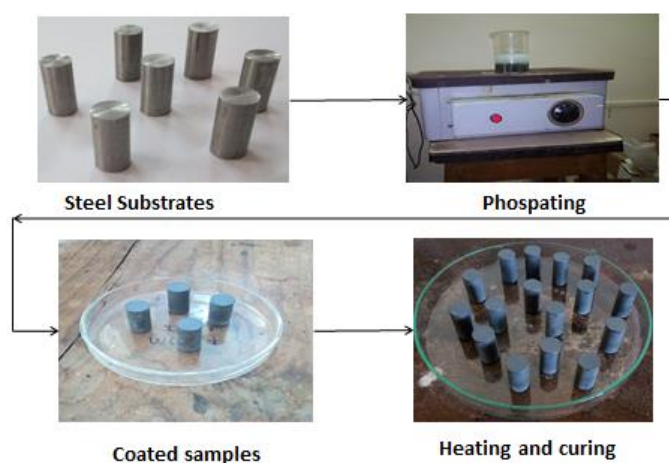 Steel Substrates
Phospating
Coated samples
Heating and curing